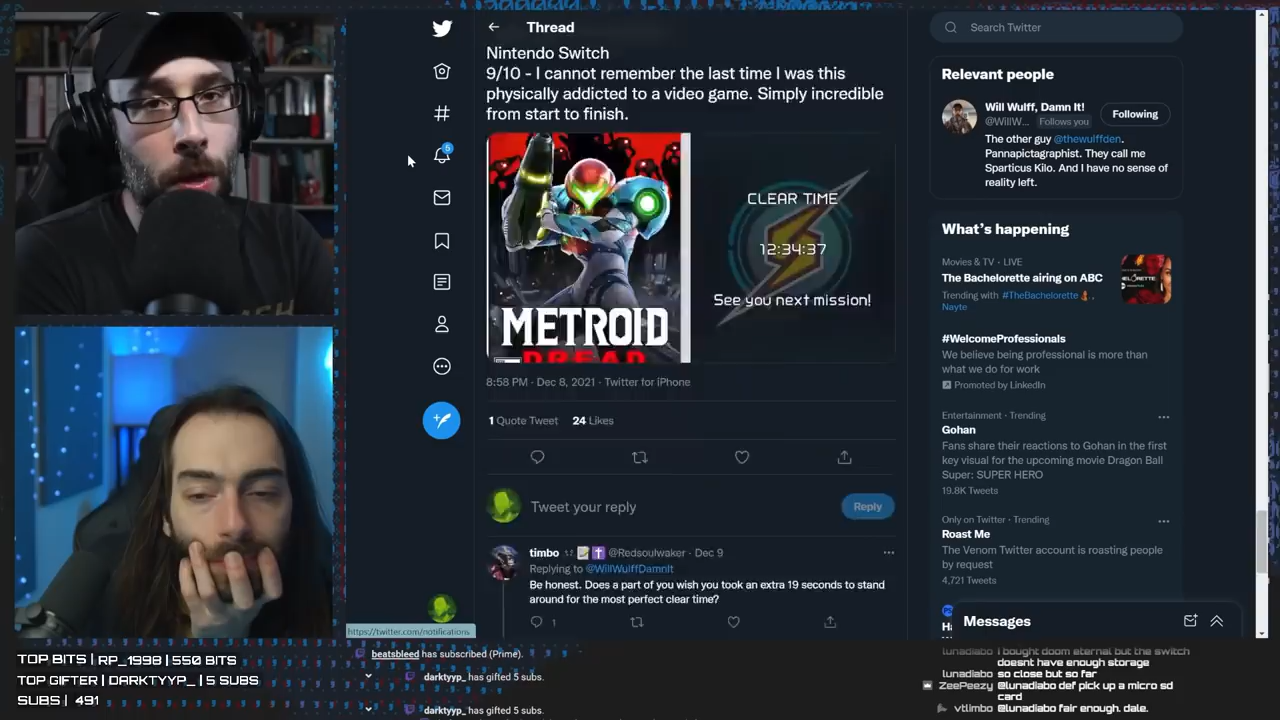 Thread
Nintendo Switch
9/10 - I cannot remember the last time I was this
physically addicted to a video game. Simply incredible
from start to finish.
METROID
DREAD
CLEAR TIME
12:34:37
See you next mission!
8:58 PM · Dec 8, 2021 · Twitter for iPhone
1 Quote Tweet 24 Likes
Tweet your reply
Reply
timbo
@Redsoulwaker · Dec 9
Replying to @WillWulffDamnIt
Be honest. Does a part of you wish you took an extra 19 seconds to stand
around for the most perfect clear time?
1
5
https://twitter.com/notifications
Search Twitter
Relevant people
Will Wulff, Damn It!
@WillW... Follows you
Following
The other guy @thewulffden.
Pannapictagraphist. They call me
Sparticus Kilo. And I have no sense of
reality left.
What's happening
Movies & TV · LIVE
The Bachelorette airing on ABC
Trending with #TheBachelorette,
Nayte
#WelcomeProfessionals
We believe being professional is more than
what we do for work
Promoted by LinkedIn
Entertainment · Trending
Gohan
Fans share their reactions to Gohan in the first
key visual for the upcoming movie Dragon Ball
Super: SUPER HERO
19.8K Tweets
Only on Twitter · Trending
Roast Me
The Venom Twitter account is roasting people
by request
4,721 Tweets
Messages
TOP BITS | RP_1998 | 550 BITS
TOP GIFTER | DARKTYYP_ | 5 SUBS
SUBS | 491
beatsbleed has subscribed (Prime).
darktyyp_ has gifted 5 subs.
darktyyp_ has gifted 5 subs.
lunadiabo i bought doom eternal but the switch
doesnt have enough storage
lunadiabo so close but so far
ZeePeezy @lunadiabo def pick up a micro sd
card
vtlimbo @lunadiabo fair enough. dale.